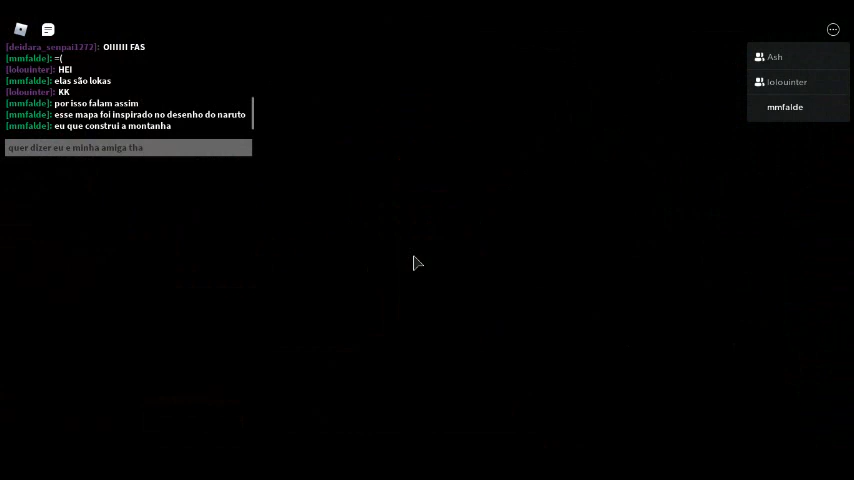 [deidara_senpai1272]: OIIIIII FAS
[mmfalde]: =(
[lolouinter]: HEI
[mmfalde]: elas são lokas
[lolouinter]: KK
[mmfalde]: por isso falam assim
[mmfalde]: esse mapa foi inspirado no desenho do naruto
[mmfalde]: eu que construi a montanha
quer dizer eu e minha amiga tha
Ash
lolouinter
mmfalde